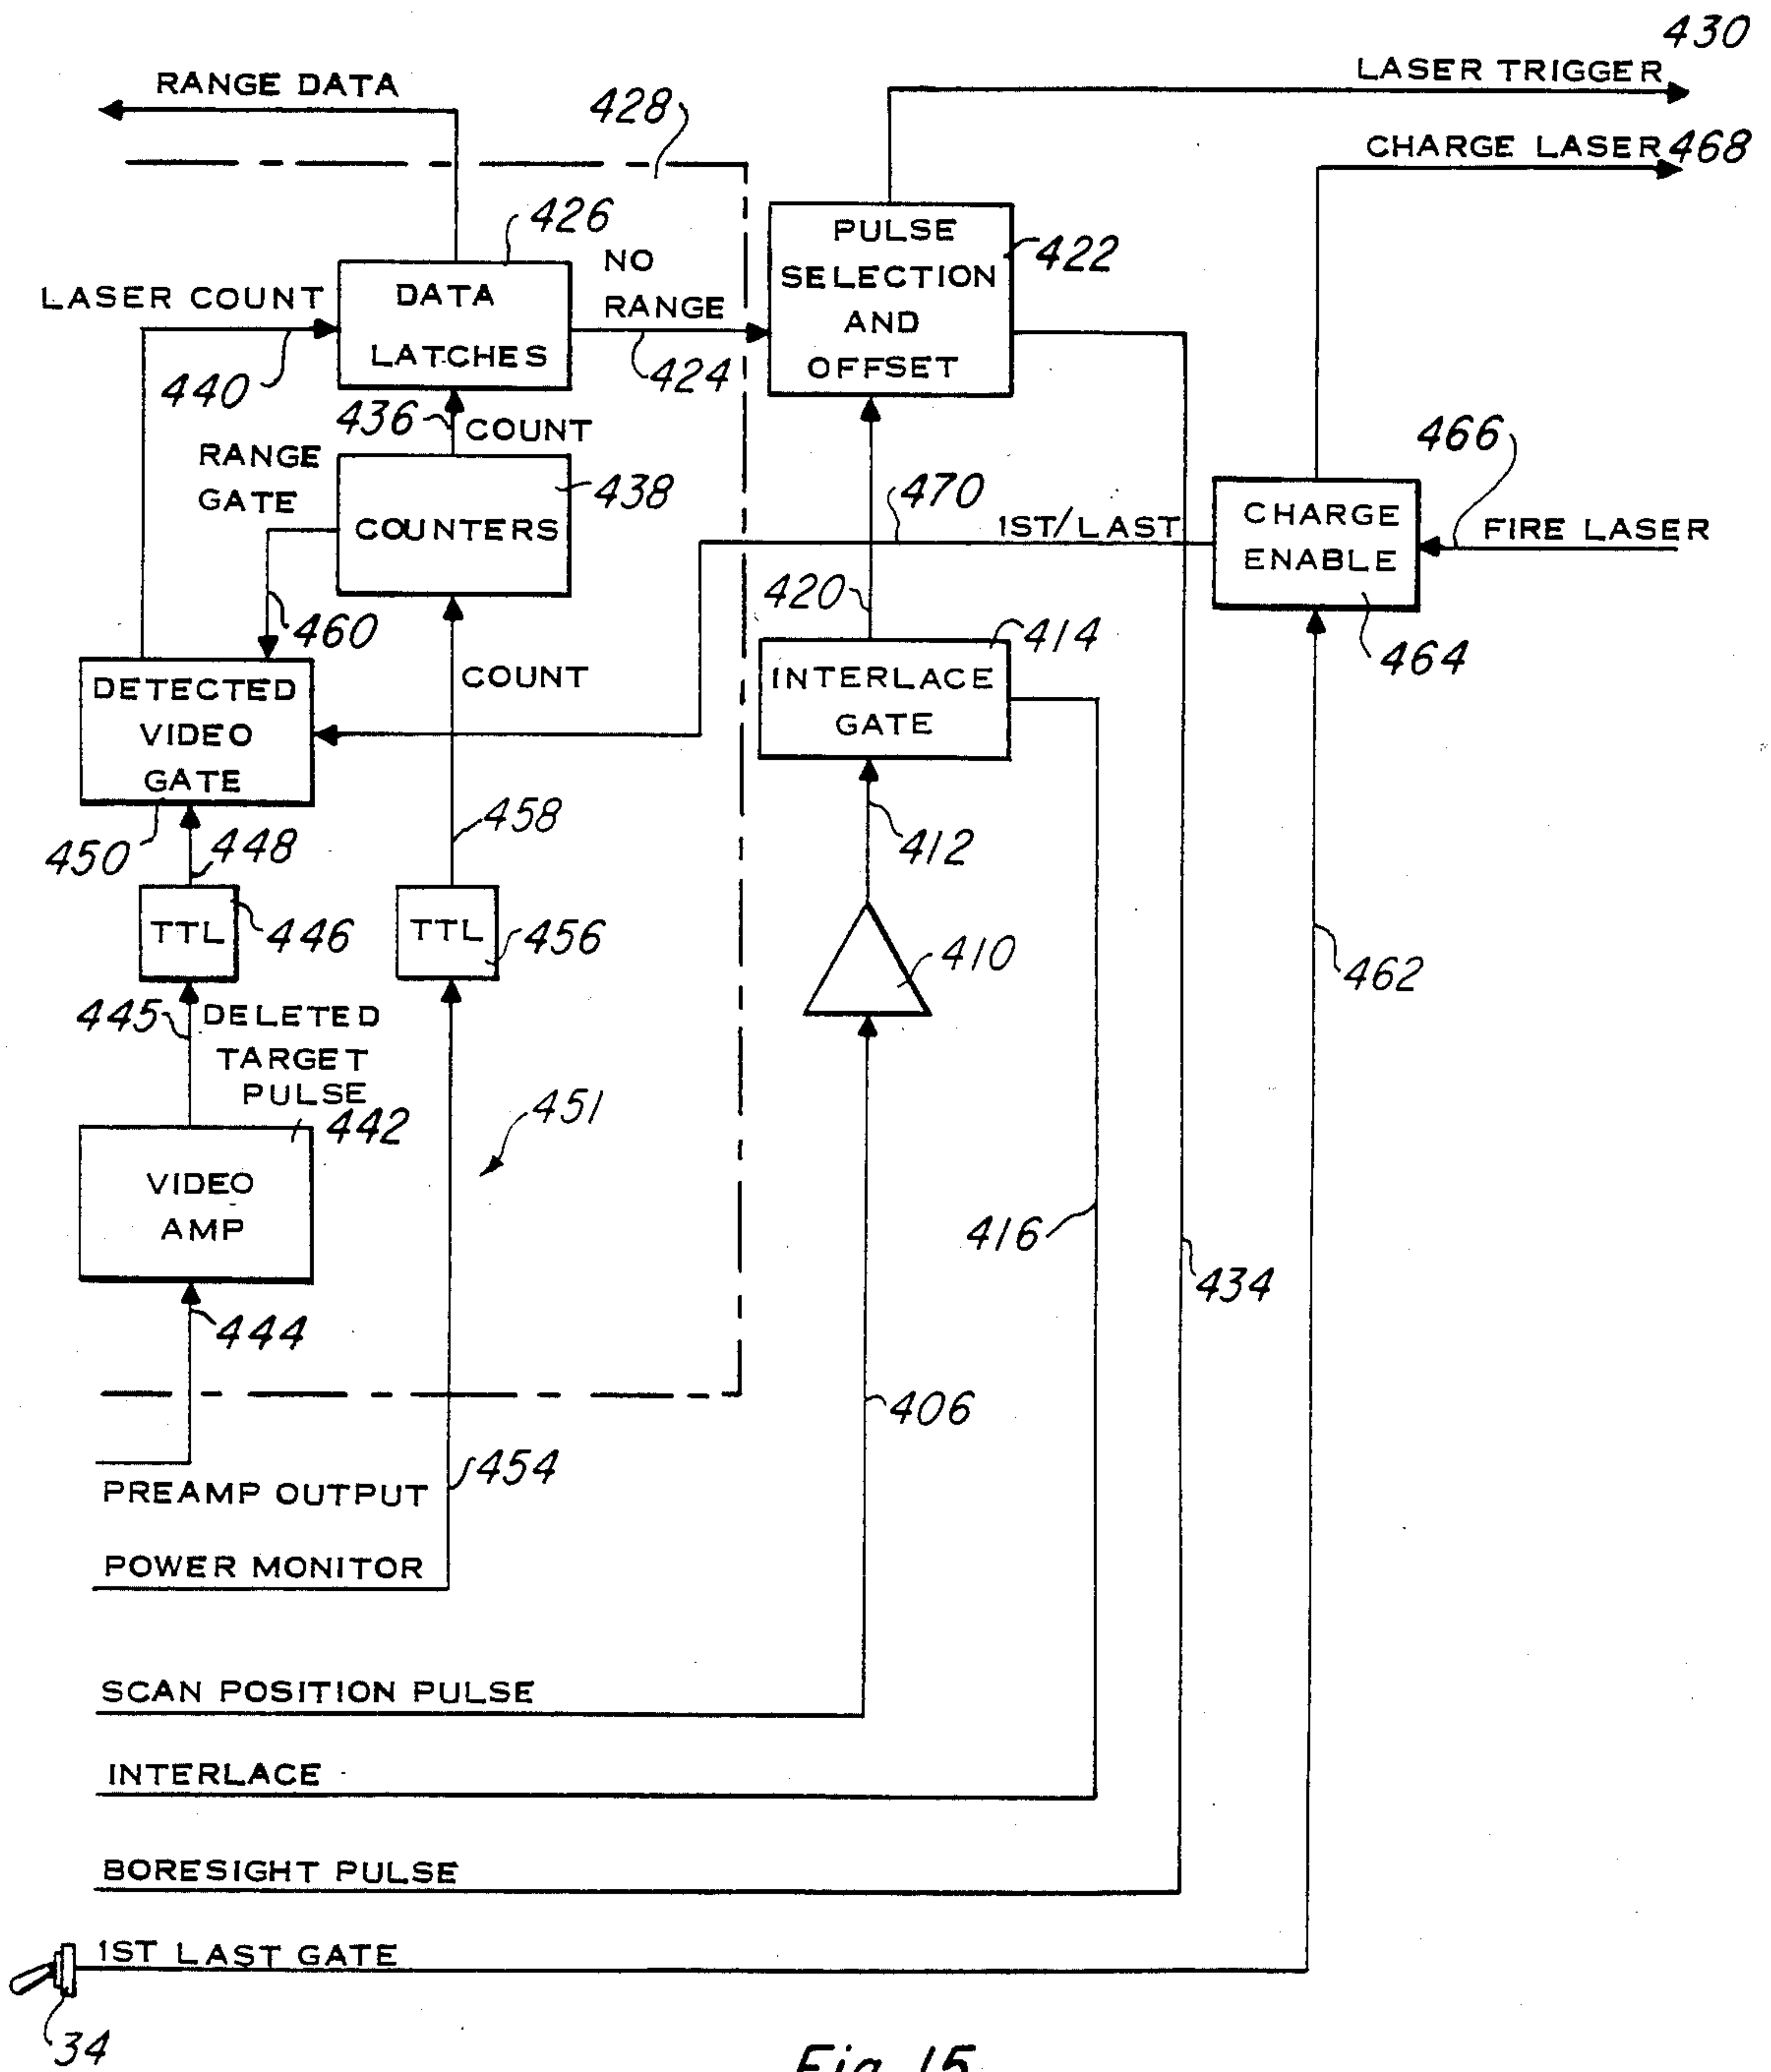 430
LASER TRIGGER
RANGE DATA
428
CHARGE LASER 468
426
PULSE
SELECTION
AND
OFFSET
422
NO
RANGE
LASER COUNT
DATA
LATCHES
440
424
436
COUNT
RANGE
GATE
466
438
COUNTERS
470
1ST/LAST
CHARGE
ENABLE
FIRE LASER
420
460
414
464
COUNT
INTERLACE
GATE
DETECTED
VIDEO
GATE
458
412
450
448
TTL
446
TTL
456
410
462
445
DELETED
TARGET
PULSE
442
451
VIDEO
AMP
416
434
444
406
454
PREAMP OUTPUT
POWER MONITOR
SCAN POSITION PULSE
INTERLACE
BORESIGHT PULSE
1ST LAST GATE
34
Fig. 15